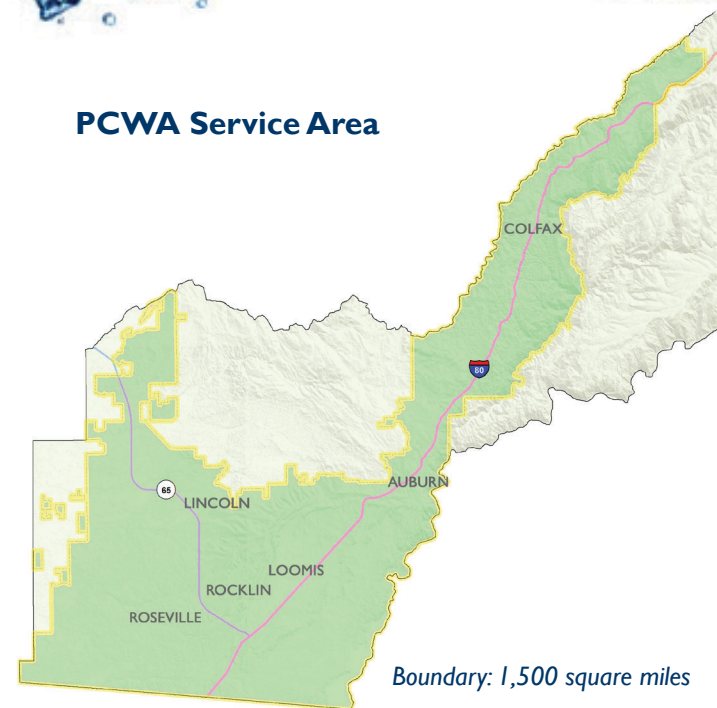 PCWA Service Area
COLFAX
80
AUBURN
65
LINCOLN
LOOMIS
ROCKLIN
ROSEVILLE
Boundary: 1,500 square miles